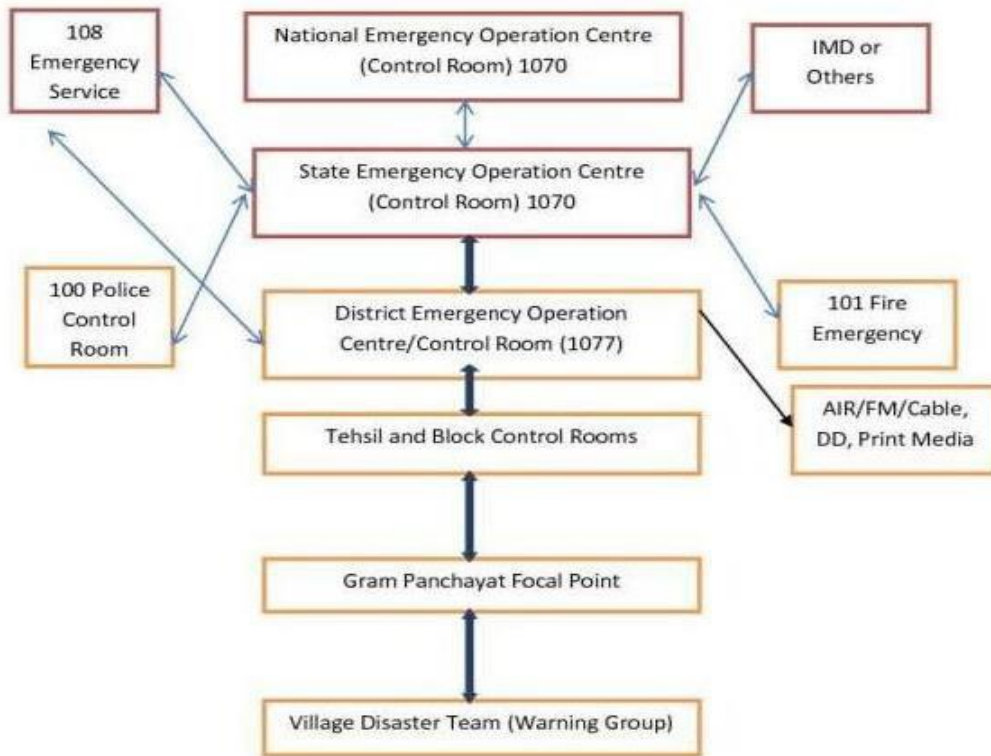 108
Emergency
Service
National Emergency Operation Centre
(Control Room) 1070
IMD or
Others
State Emergency Operation Centre
(Control Room) 1070
100 Police
Control
Room
District Emergency Operation
Centre/Control Room (1077)
101 Fire
Emergency
AIR/FM/Cable,
DD, Print Media
Tehsil and Block Control Rooms
Gram Panchayat Focal Point
Village Disaster Team (Warning Group)